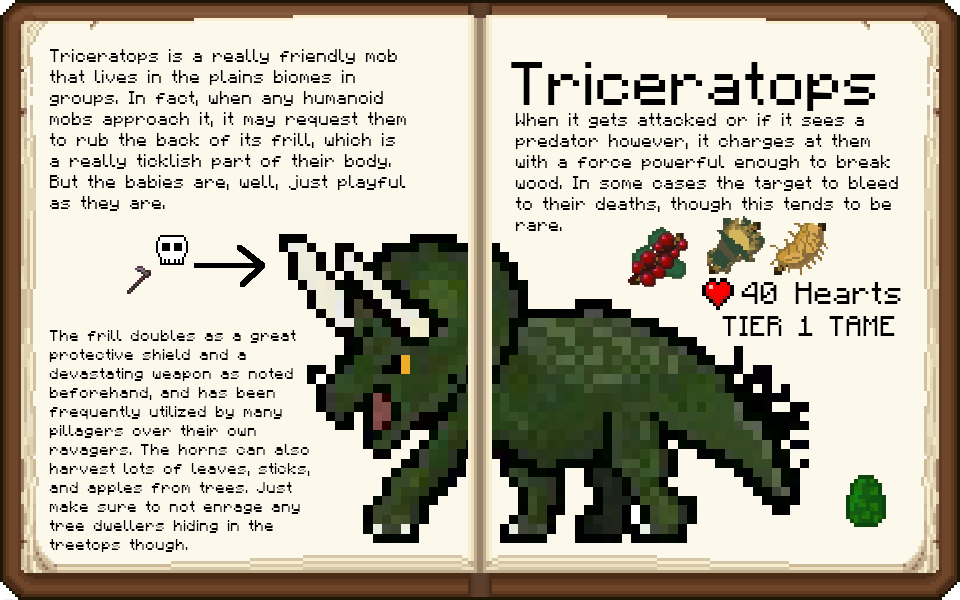 Triceratops is a really friendly mob
that lives in the plains biomes in
groups. In fact, when any humanoid
mobs approach it, it may request them
to rub the back of its frill, which is
a really ticklish part of their body.
But the babies are, well, just playful
as they are.
The frill doubles as a great
protective shield and a
devastating weapon as noted
beforehand, and has been
frequently utilized by many
pillagers over their own
ravagers. The horns can also
harvest lots of leaves, sticks,
and apples from trees. Just
make sure to not enrage any
tree dwellers hiding in the
treetops though.
Triceratops
When it gets attacked or if it sees a
predator however, it charges at them
with a force powerful enough to break
wood. In some cases the target to bleed
to their deaths, though this tends to be
rare.
40 Hearts
TIER 1 TAME